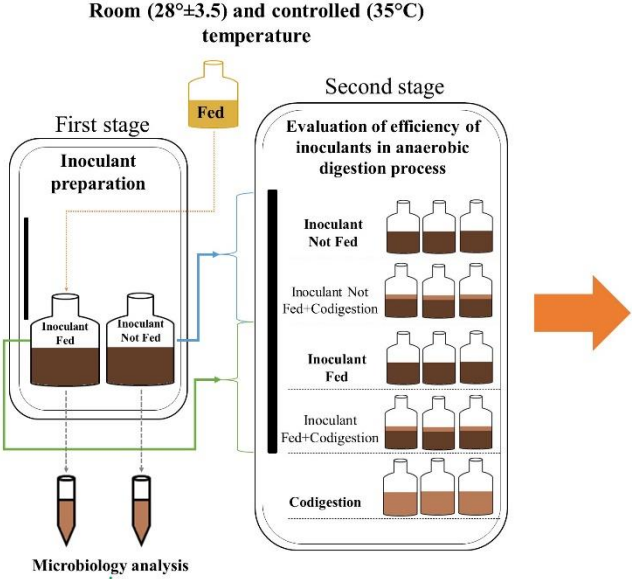 Room (28°±3.5) and controlled (35°C)
temperature
Fed
First stage
Inoculant
preparation
Inoculant
Fed
Inoculant
Not Fed
Microbiology analysis
Second stage
Evaluation of efficiency of
inoculants in anaerobic
digestion process
Inoculant
Not Fed
Inoculant Not
Fed+Codigestion
Inoculant
Fed
Inoculant
Fed+Codigestion
Codigestion